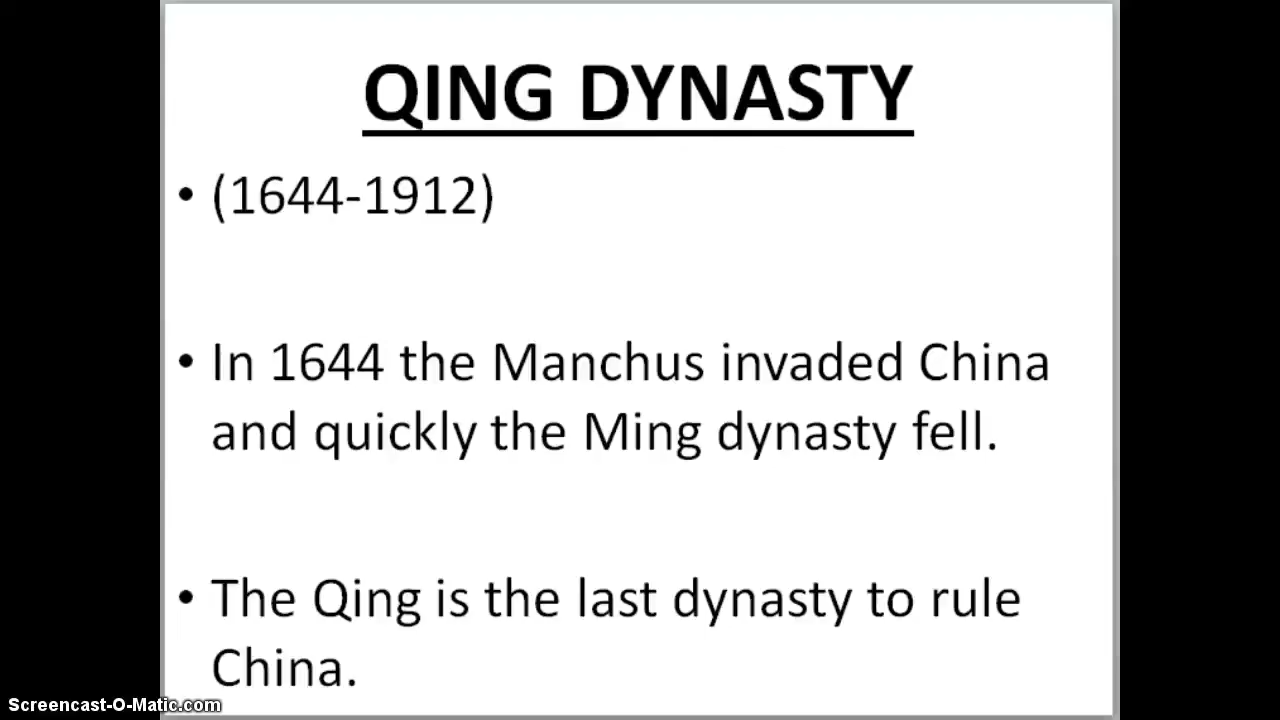 QING DYNASTY
• (1644-1912)
• In 1644 the Manchus invaded China
and quickly the Ming dynasty fell.
• The Qing is the last dynasty to rule
China.
Screencast-O-Matic.com